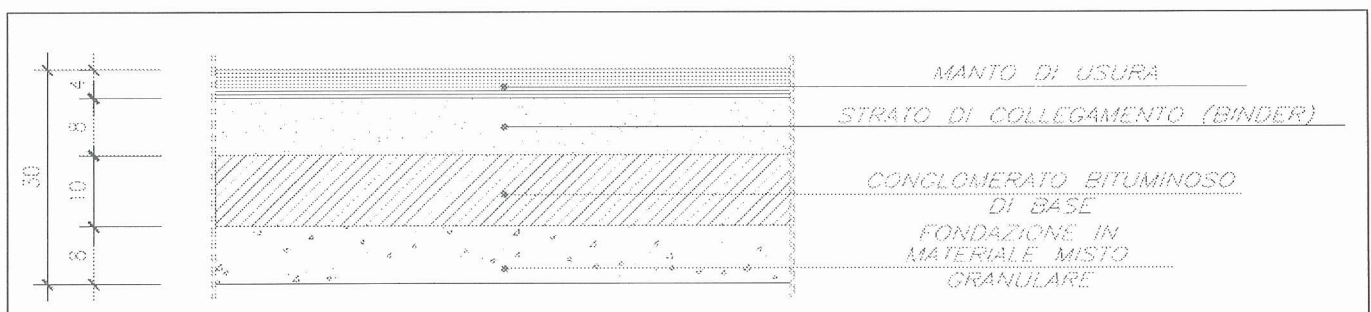 30
4
8
10
8
MANTO DI USURA
STRATO DI COLLEGAMENTO (BINDER)
CONGLOMERATO BITUMINOSO
DI BASE
FONDAZIONE IN
MATERIALE MISTO
GRANULARE